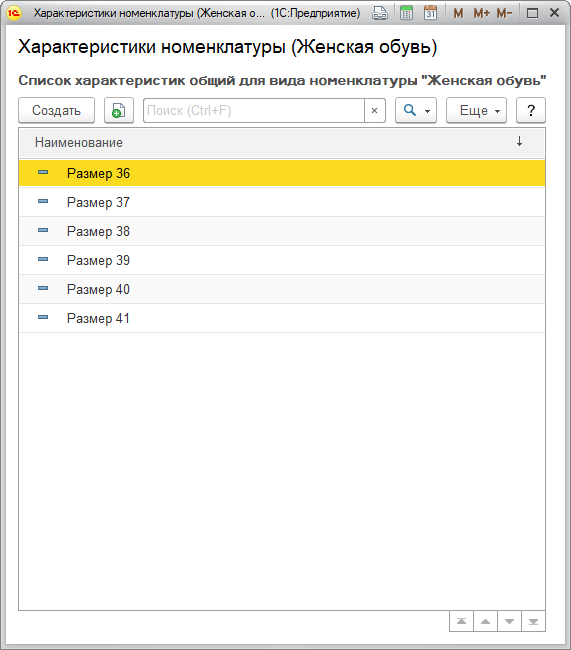 Характеристики номенклатуры (Женская о... (1С:Предприятие)
31 M M+ M-
Характеристики номенклатуры (Женская обувь)
Список характеристик общий для вида номенклатуры "Женская обувь"
Создать Поиск (Ctrl+F) × Еще ?
Наименование ↓
Размер 36
Размер 37
Размер 38
Размер 39
Размер 40
Размер 41